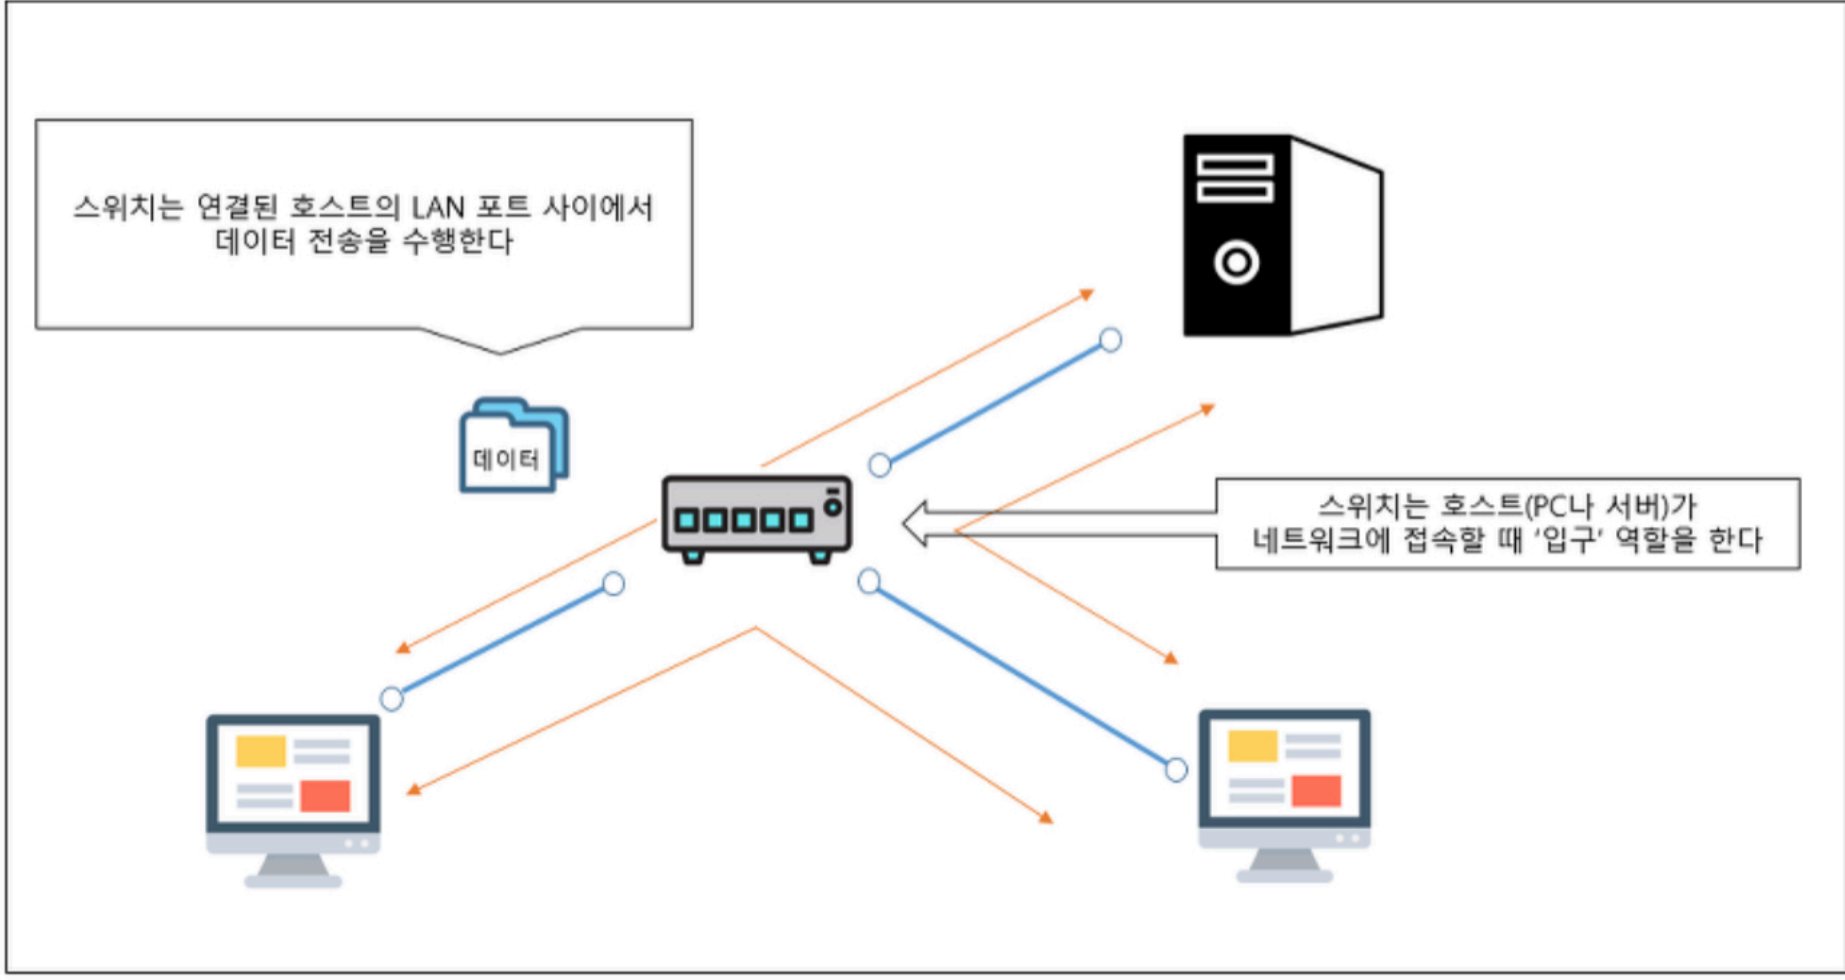 스위치는 연결된 호스트의 LAN 포트 사이에서
데이터 전송을 수행한다
데이터
스위치는 호스트(PC나 서버)가
네트워크에 접속할 때 ‘입구’ 역할을 한다